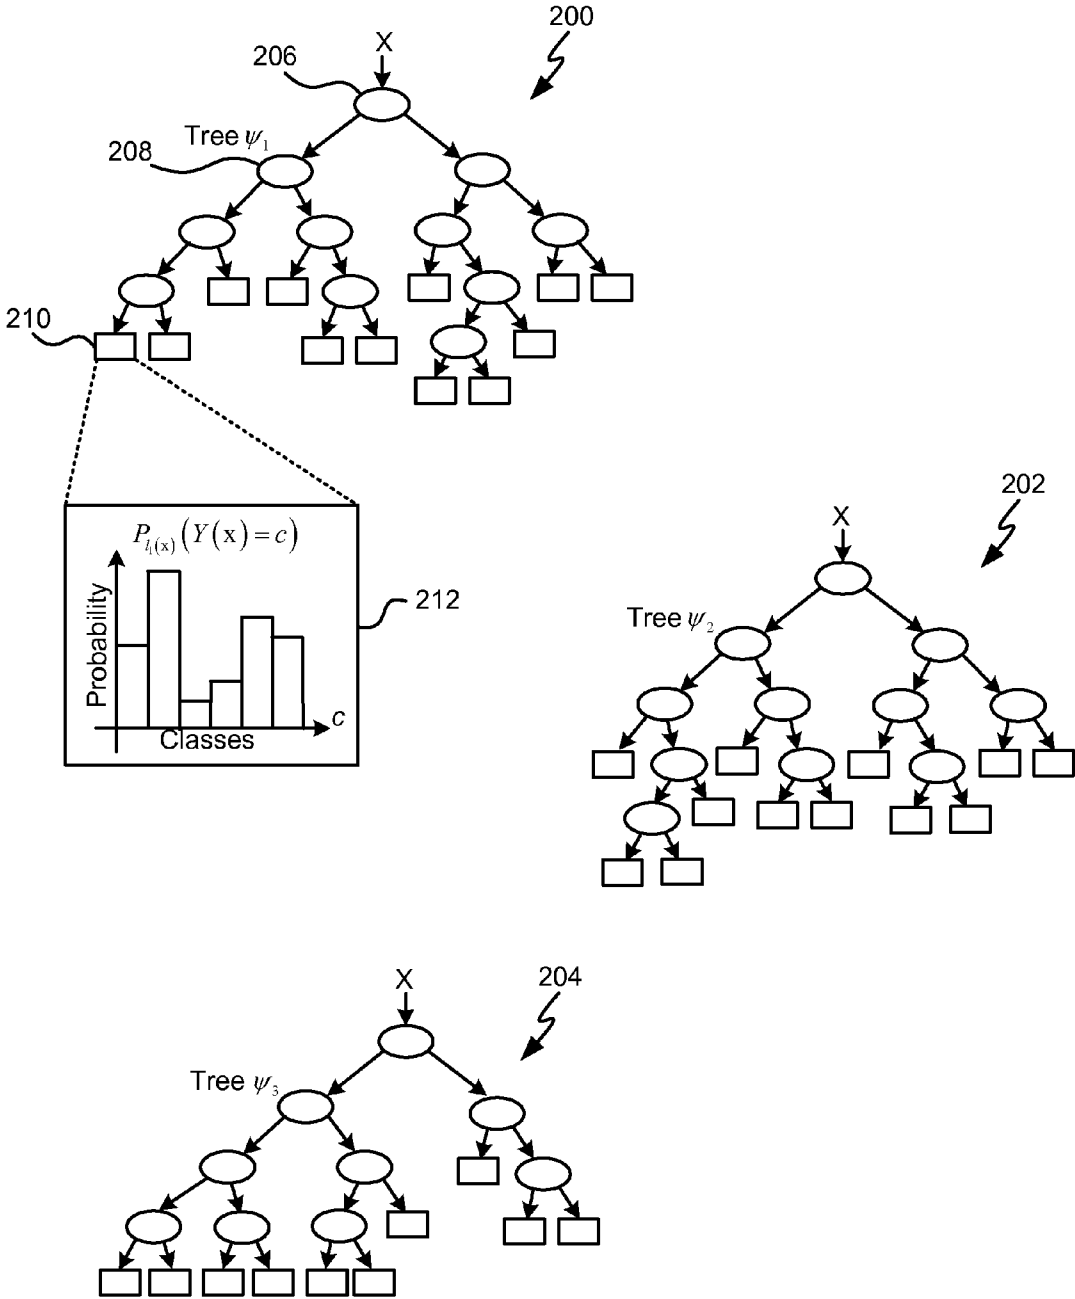 200
X
206
Tree ψ₁
208
210
P_{l₁(x)}(Y(x)=c)
Probability
212
c
Classes
202
X
Tree ψ₂
204
X
Tree ψ₃